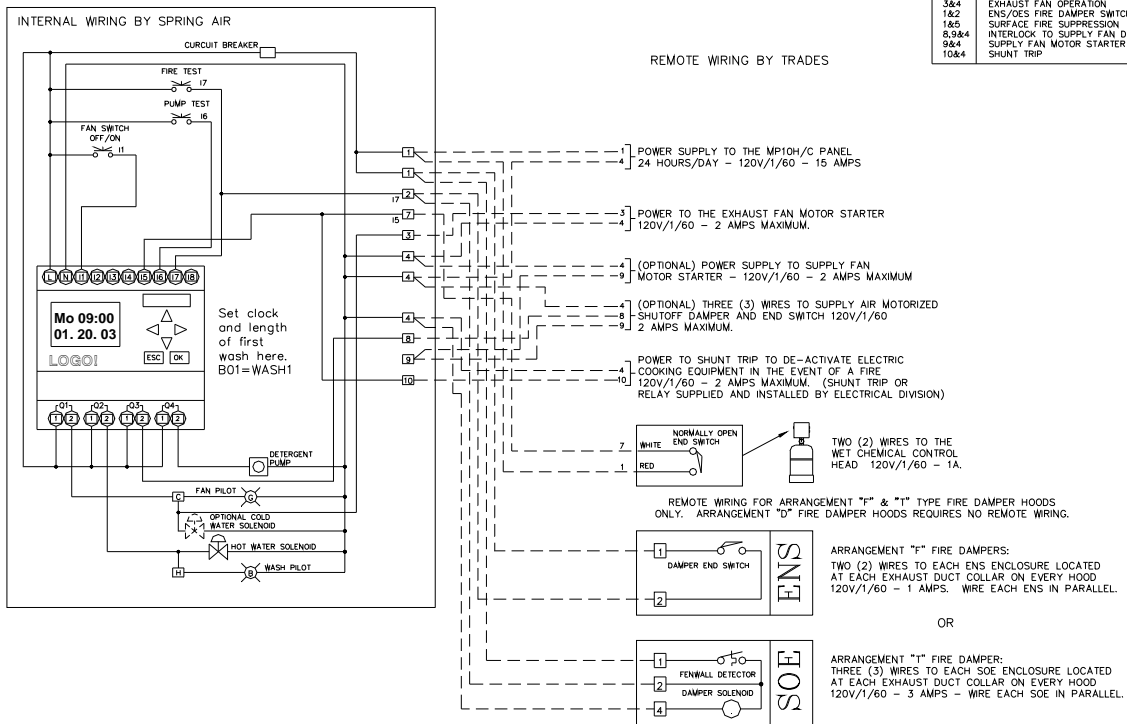 INTERNAL WIRING BY SPRING AIR
CURCUIT BREAKER
FIRE TEST
I7
PUMP TEST
I6
FAN SWITCH
OFF/ON
I1
L N I1 I2 I3 I4 I5 I6 I7 I8
Mo 09:00
01. 20. 03
LOGO!
ESC OK
Set clock
and length
of first
wash here.
B01=WASH1
Q1 Q2 Q3 Q4
1 2 1 2 1 2 1 2
DETERGENT
PUMP
C FAN PILOT G
OPTIONAL COLD
WATER SOLENOID
HOT WATER SOLENOID
H WASH PILOT B
1
1
2
I7
7
I5
3
4
4
4
8
9
10
REMOTE WIRING BY TRADES
3&4 EXHAUST FAN OPERATION
1&2 ENS/OES FIRE DAMPER SWITCH
1&5 SURFACE FIRE SUPPRESSION
8,9&4 INTERLOCK TO SUPPLY FAN D
9&4 SUPPLY FAN MOTOR STARTER
10&4 SHUNT TRIP
1 POWER SUPPLY TO THE MP10H/C PANEL
4 24 HOURS/DAY - 120V/1/60 - 15 AMPS
3 POWER TO THE EXHAUST FAN MOTOR STARTER
4 120V/1/60 - 2 AMPS MAXIMUM.
4 (OPTIONAL) POWER SUPPLY TO SUPPLY FAN
9 MOTOR STARTER - 120V/1/60 - 2 AMPS MAXIMUM
4 (OPTIONAL) THREE (3) WIRES TO SUPPLY AIR MOTORIZED
8 SHUTOFF DAMPER AND END SWITCH 120V/1/60
9 2 AMPS MAXIMUM.
POWER TO SHUNT TRIP TO DE-ACTIVATE ELECTRIC
4 COOKING EQUIPMENT IN THE EVENT OF A FIRE
10 120V/1/60 - 2 AMPS MAXIMUM. (SHUNT TRIP OR
RELAY SUPPLIED AND INSTALLED BY ELECTRICAL DIVISION)
NORMALLY OPEN
END SWITCH
7 WHITE
1 RED
TWO (2) WIRES TO THE
WET CHEMICAL CONTROL
HEAD 120V/1/60 - 1A.
REMOTE WIRING FOR ARRANGEMENT "F" & "T" TYPE FIRE DAMPER HOODS
ONLY. ARRANGEMENT "D" FIRE DAMPER HOODS REQUIRES NO REMOTE WIRING.
1
DAMPER END SWITCH
2
ENS
ARRANGEMENT "F" FIRE DAMPERS:
TWO (2) WIRES TO EACH ENS ENCLOSURE LOCATED
AT EACH EXHAUST DUCT COLLAR ON EVERY HOOD
120V/1/60 - 1 AMPS. WIRE EACH ENS IN PARALLEL.
OR
1
FENWALL DETECTOR
2
DAMPER SOLENOID
4
SOE
ARRANGEMENT "T" FIRE DAMPER:
THREE (3) WIRES TO EACH SOE ENCLOSURE LOCATED
AT EACH EXHAUST DUCT COLLAR ON EVERY HOOD
120V/1/60 - 3 AMPS - WIRE EACH SOE IN PARALLEL.